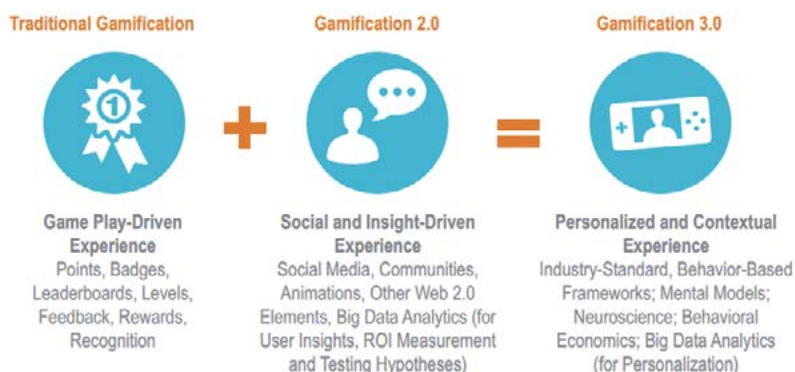 Traditional Gamification
Gamification 2.0
Gamification 3.0
1
Game Play-Driven
Experience
Points, Badges,
Leaderboards, Levels,
Feedback, Rewards,
Recognition
Social and Insight-Driven
Experience
Social Media, Communities,
Animations, Other Web 2.0
Elements, Big Data Analytics (for
User Insights, ROI Measurement
and Testing Hypotheses)
Personalized and Contextual
Experience
Industry-Standard, Behavior-Based
Frameworks; Mental Models;
Neuroscience; Behavioral
Economics; Big Data Analytics
(for Personalization)